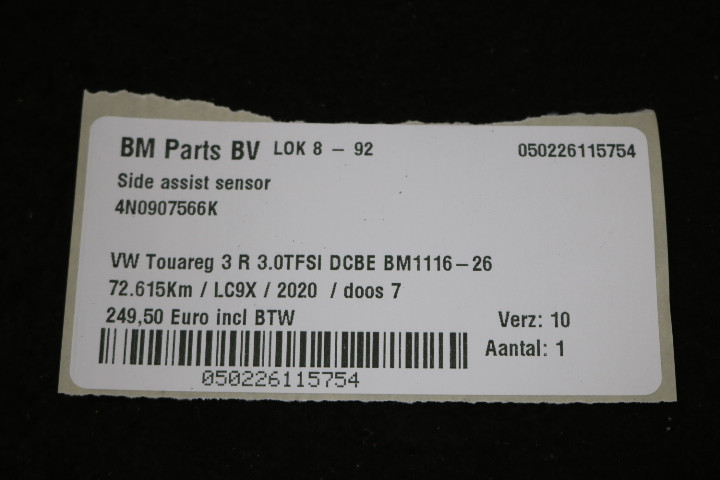 BM Parts BV LOK 8 - 92 050226115754
Side assist sensor
4N0907566K
VW Touareg 3 R 3.0TFSI DCBE BM1116-26
72.615Km / LC9X / 2020 / doos 7
249,50 Euro incl BTW Verz: 10
Aantal: 1
050226115754